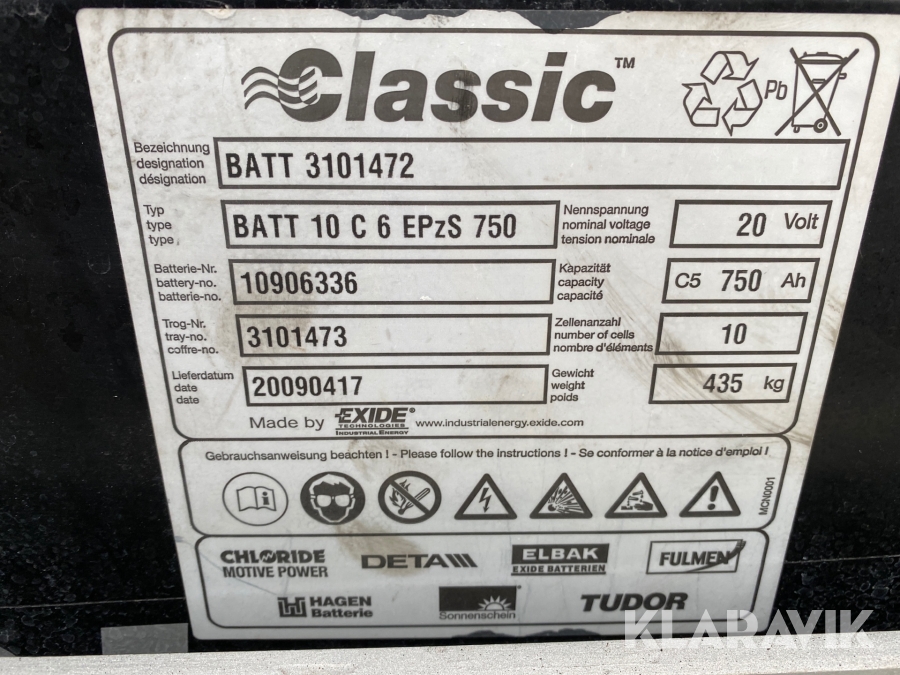 Classic™
Pb
Bezeichnung
designation
désignation
BATT 3101472
Typ
type
type
BATT 10 C 6 EPzS 750
Nennspannung
nominal voltage
tension nominale
20 Volt
Batterie-Nr.
battery-no.
batterie-no.
10906336
Kapazität
capacity
capacité
C5 750 Ah
Trog-Nr.
tray-no.
coffre-no.
3101473
Zellenanzahl
number of cells
nombre d'éléments
10
Lieferdatum
date
date
20090417
Gewicht
weight
poids
435 kg
Made by EXIDE® www.industrialenergy.exide.com
TECHNOLOGIES
INDUSTRIAL ENERGY
Gebrauchsanweisung beachten ! - Please follow the instructions ! - Se conformer à la notice d'emploi !
MCN0001
CHLORIDE
MOTIVE POWER
DETA
ELBAK
EXIDE BATTERIEN
FULMEN
HAGEN
Batterie
Sonnenschein
TUDOR
KLARAVIK